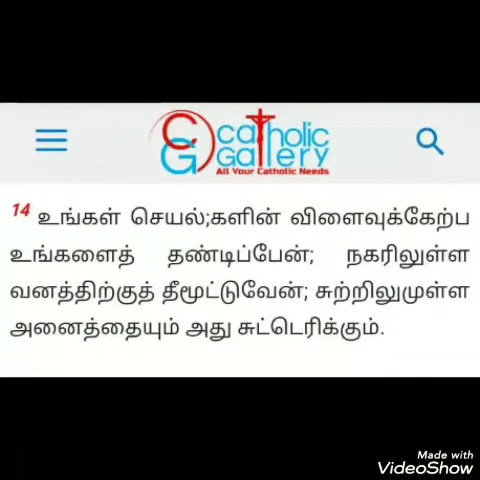 catholic
Gallery
All Your Catholic Needs
14 உங்கள் செயல்;களின் விளைவுக்கேற்ப
உங்களைத் தண்டிப்பேன்; நகரிலுள்ள
வனத்திற்குத் தீமூட்டுவேன்; சுற்றிலுமுள்ள
அனைத்தையும் அது சுட்டெரிக்கும்.
Made with
VideoShow